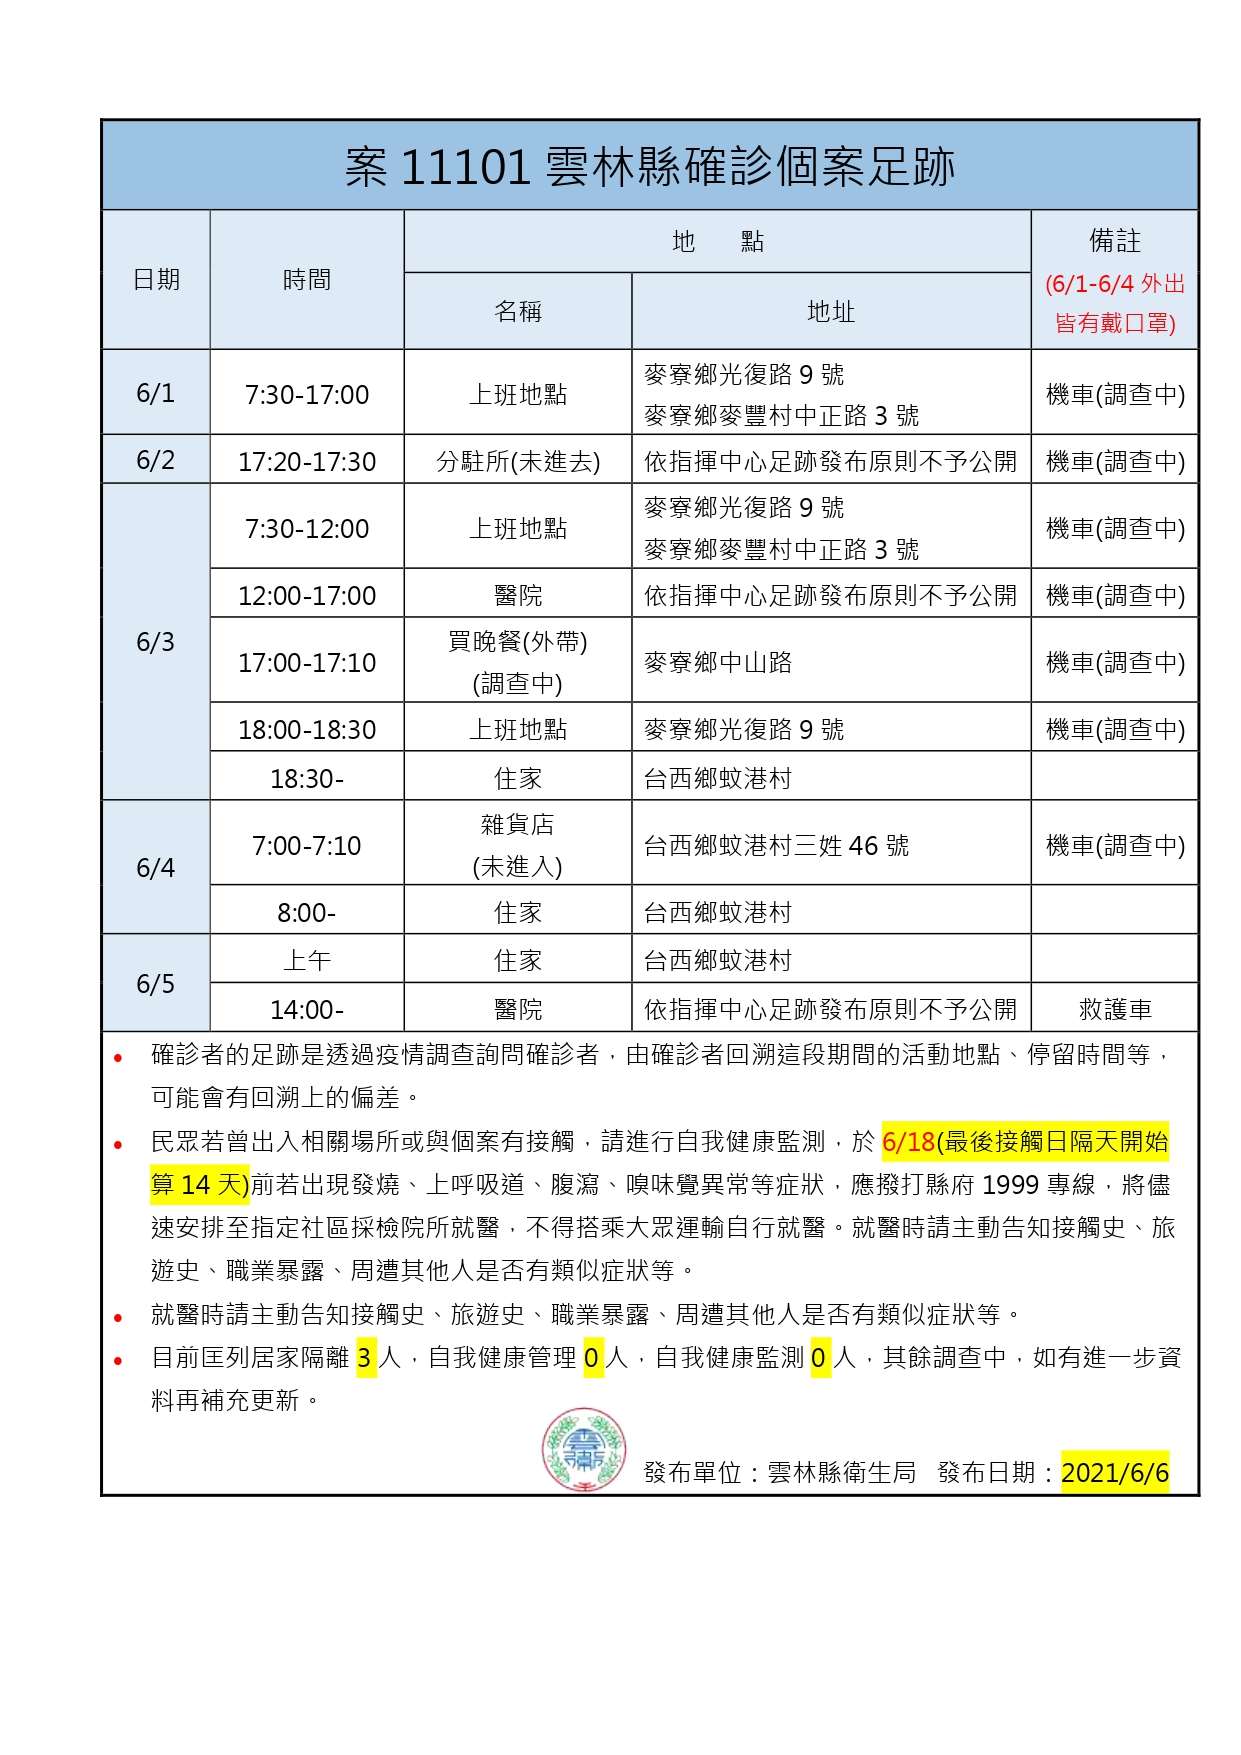 案 11101 雲林縣確診個案足跡
日期 時間 地 點 備註
(6/1-6/4 外出
皆有戴口罩)
名稱 地址
6/1 7:30-17:00 上班地點 麥寮鄉光復路 9 號
麥寮鄉麥豐村中正路 3 號 機車(調查中)
6/2 17:20-17:30 分駐所(未進去) 依指揮中心足跡發布原則不予公開 機車(調查中)
6/3 7:30-12:00 上班地點 麥寮鄉光復路 9 號
麥寮鄉麥豐村中正路 3 號 機車(調查中)
12:00-17:00 醫院 依指揮中心足跡發布原則不予公開 機車(調查中)
17:00-17:10 買晚餐(外帶)
(調查中) 麥寮鄉中山路 機車(調查中)
18:00-18:30 上班地點 麥寮鄉光復路 9 號 機車(調查中)
18:30- 住家 台西鄉蚊港村
6/4 7:00-7:10 雜貨店
(未進入) 台西鄉蚊港村三姓 46 號 機車(調查中)
8:00- 住家 台西鄉蚊港村
6/5 上午 住家 台西鄉蚊港村
14:00- 醫院 依指揮中心足跡發布原則不予公開 救護車
● 確診者的足跡是透過疫情調查詢問確診者，由確診者回溯這段期間的活動地點、停留時間等，
可能會有回溯上的偏差。
● 民眾若曾出入相關場所或與個案有接觸，請進行自我健康監測，於 6/18(最後接觸日隔天開始
算 14 天)前若出現發燒、上呼吸道、腹瀉、嗅味覺異常等症狀，應撥打縣府 1999 專線，將儘
速安排至指定社區採檢院所就醫，不得搭乘大眾運輸自行就醫。就醫時請主動告知接觸史、旅
遊史、職業暴露、周遭其他人是否有類似症狀等。
● 就醫時請主動告知接觸史、旅遊史、職業暴露、周遭其他人是否有類似症狀等。
● 目前匡列居家隔離 3 人，自我健康管理 0 人，自我健康監測 0 人，其餘調查中，如有進一步資
料再補充更新。
發布單位：雲林縣衛生局 發布日期：2021/6/6